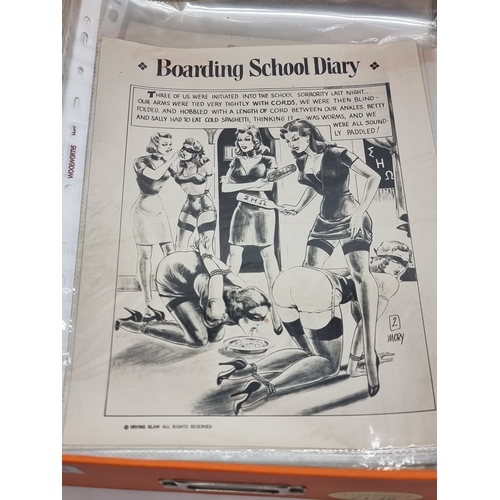 Boarding School Diary
THREE OF US WERE INITIATED INTO THE SCHOOL SORRORITY LAST NIGHT...
OUR ARMS WERE TIED VERY TIGHTLY WITH CORDS, WE WERE THEN BLIND-
FOLDED, AND HOBBLED WITH A LENGTH OF CORD BETWEEN OUR ANKLES. BETTY
AND SALLY HAD TO EAT COLD SPAGHETTI, THINKING IT WAS WORMS, AND WE
WERE ALL SOUND-
LY PADDLED!
ΣΗΩ
ΣΗΩ
2
© IRVING KLAW ALL RIGHTS RESERVED
WOOLWORTHS